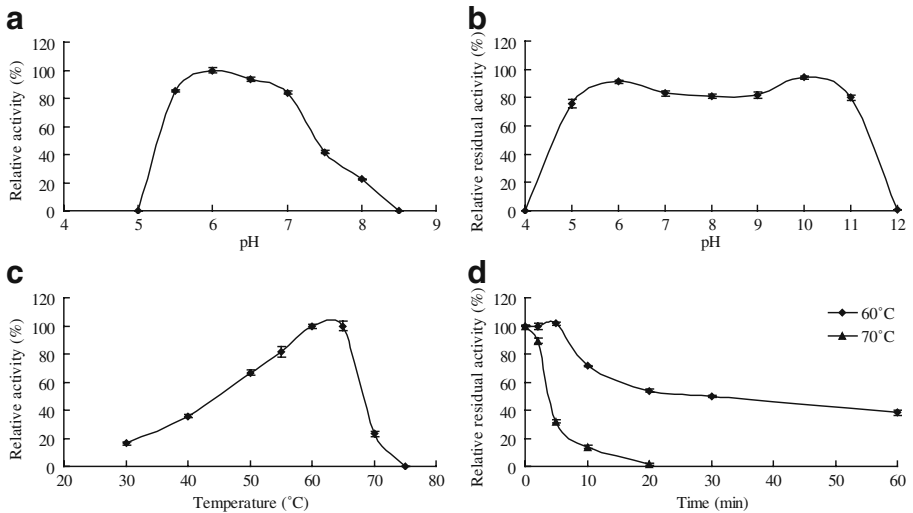 a
Relative activity (%)
120
100
80
60
40
20
0
4 5 6 7 8 9
pH
b
Relative residual activity (%)
120
100
80
60
40
20
0
4 5 6 7 8 9 10 11 12
pH
c
Relative activity (%)
120
100
80
60
40
20
0
20 30 40 50 60 70 80
Temperature (˚C)
d
Relative residual activity (%)
120
100
80
60
40
20
0
0 10 20 30 40 50 60
Time (min)
60˚C
70˚C